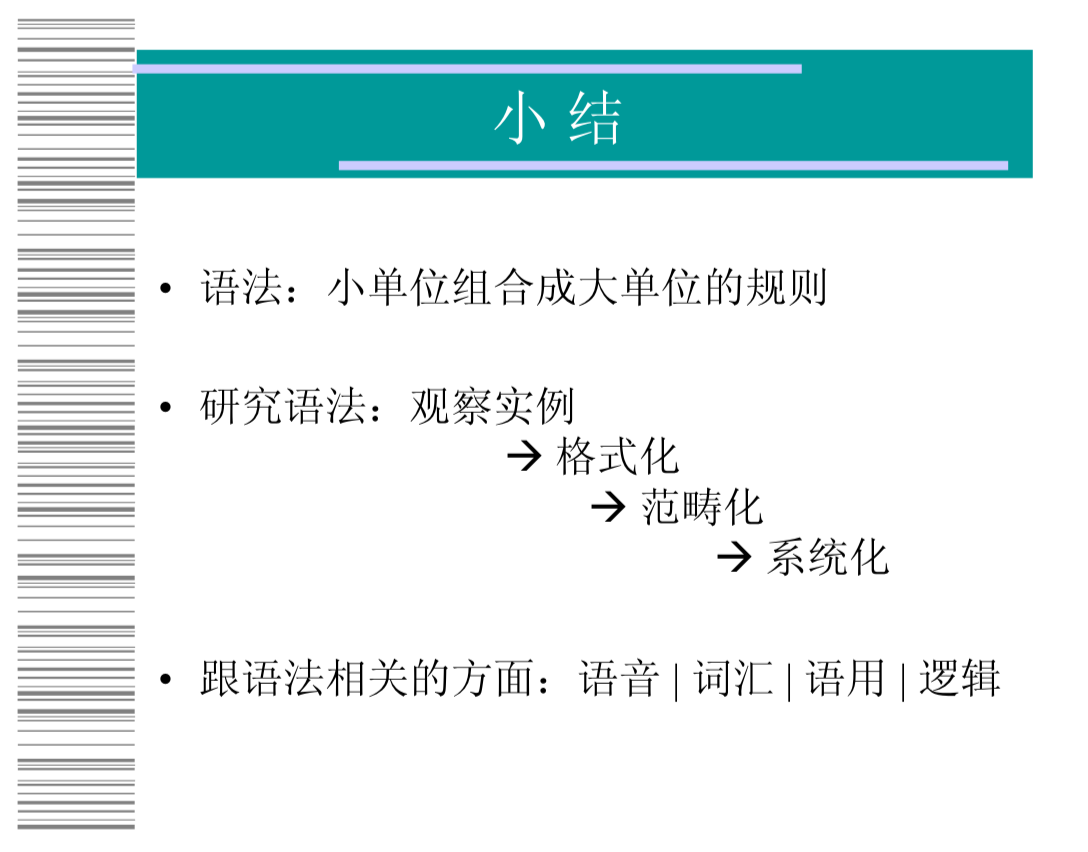 小 结
• 语法：小单位组合成大单位的规则
• 研究语法：观察实例
→ 格式化
→ 范畴化
→ 系统化
• 跟语法相关的方面：语音 | 词汇 | 语用 | 逻辑